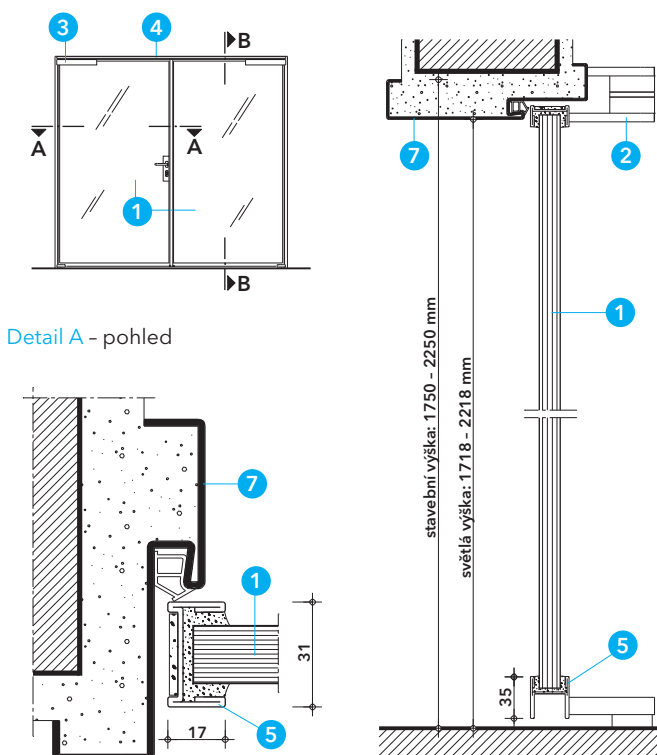 3
4
B
A
A
1
B
Detail A – pohled
7
1
31
17
5
7
2
1
stavební výška: 1750 – 2250 mm
světlá výška: 1718 – 2218 mm
5
35